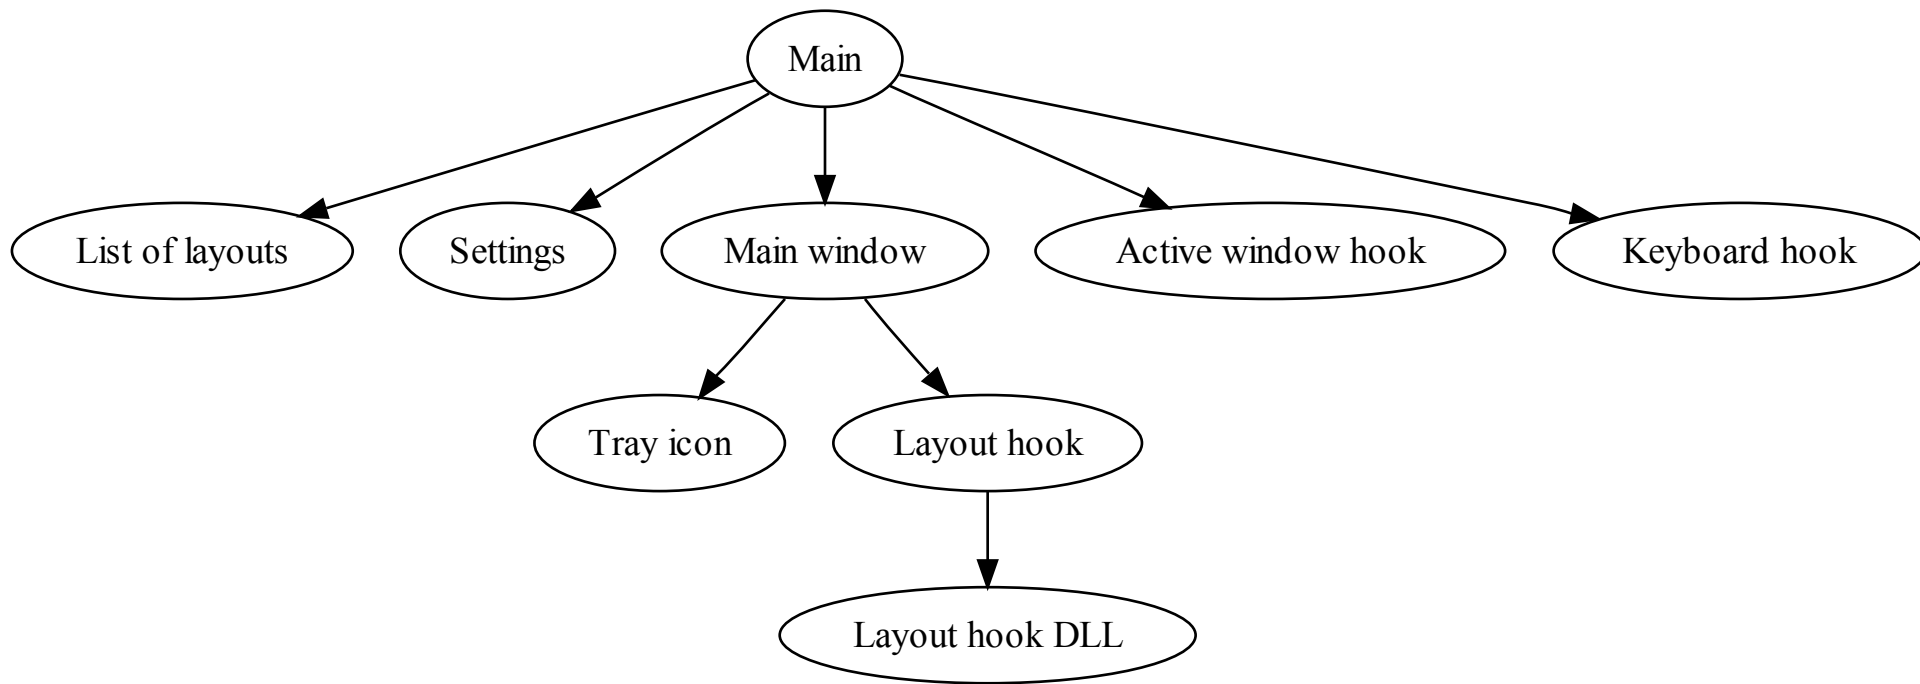 Main
List of layouts
Settings
Main window
Active window hook
Keyboard hook
Tray icon
Layout hook
Layout hook DLL